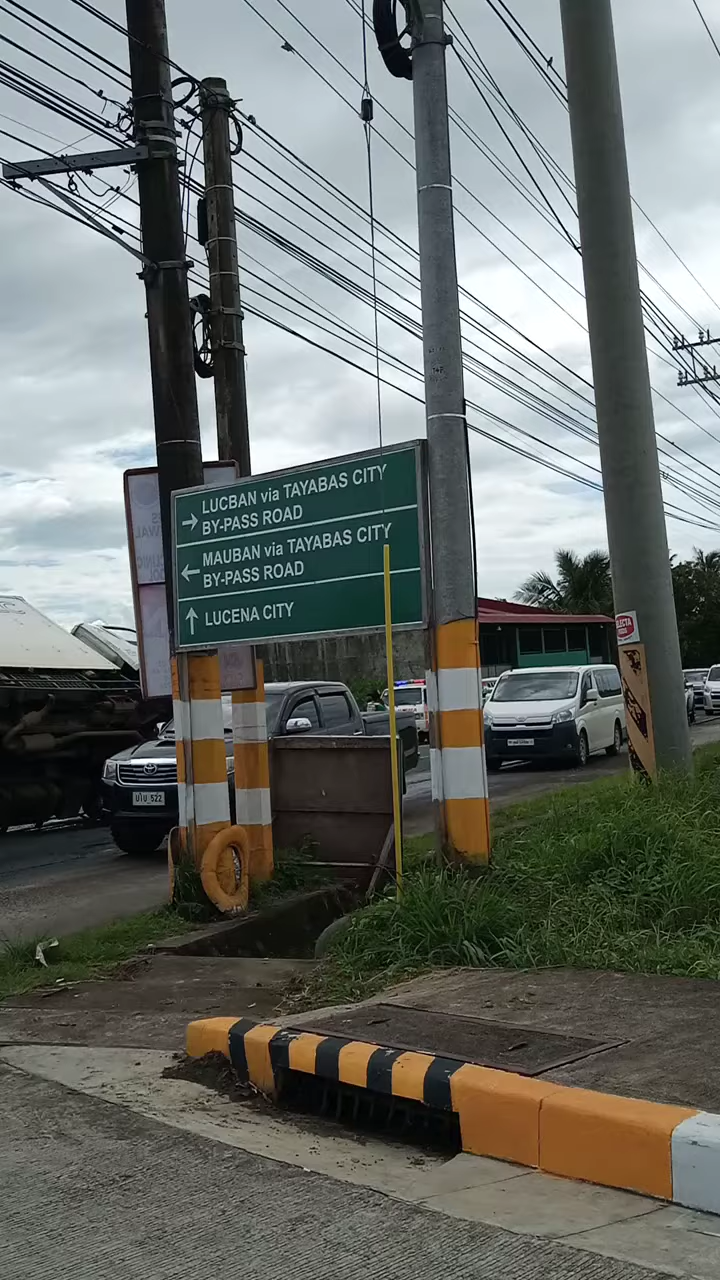 → LUCBAN via TAYABAS CITY
BY-PASS ROAD
← MAUBAN via TAYABAS CITY
BY-PASS ROAD
↑ LUCENA CITY